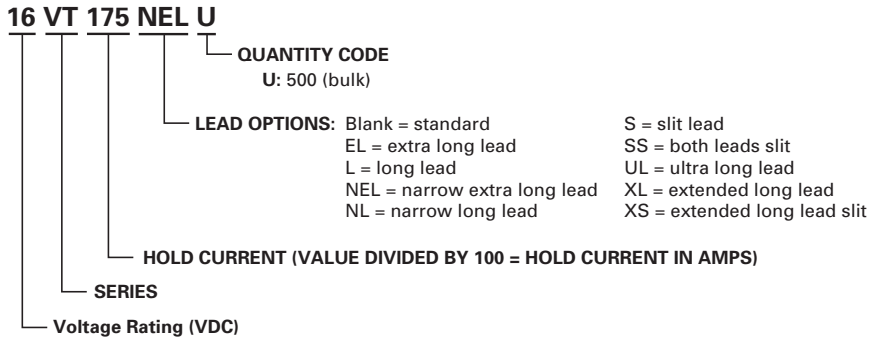 16 VT 175 NEL U
QUANTITY CODE
U: 500 (bulk)
LEAD OPTIONS: Blank = standard S = slit lead
EL = extra long lead SS = both leads slit
L = long lead UL = ultra long lead
NEL = narrow extra long lead XL = extended long lead
NL = narrow long lead XS = extended long lead slit
HOLD CURRENT (VALUE DIVIDED BY 100 = HOLD CURRENT IN AMPS)
SERIES
Voltage Rating (VDC)